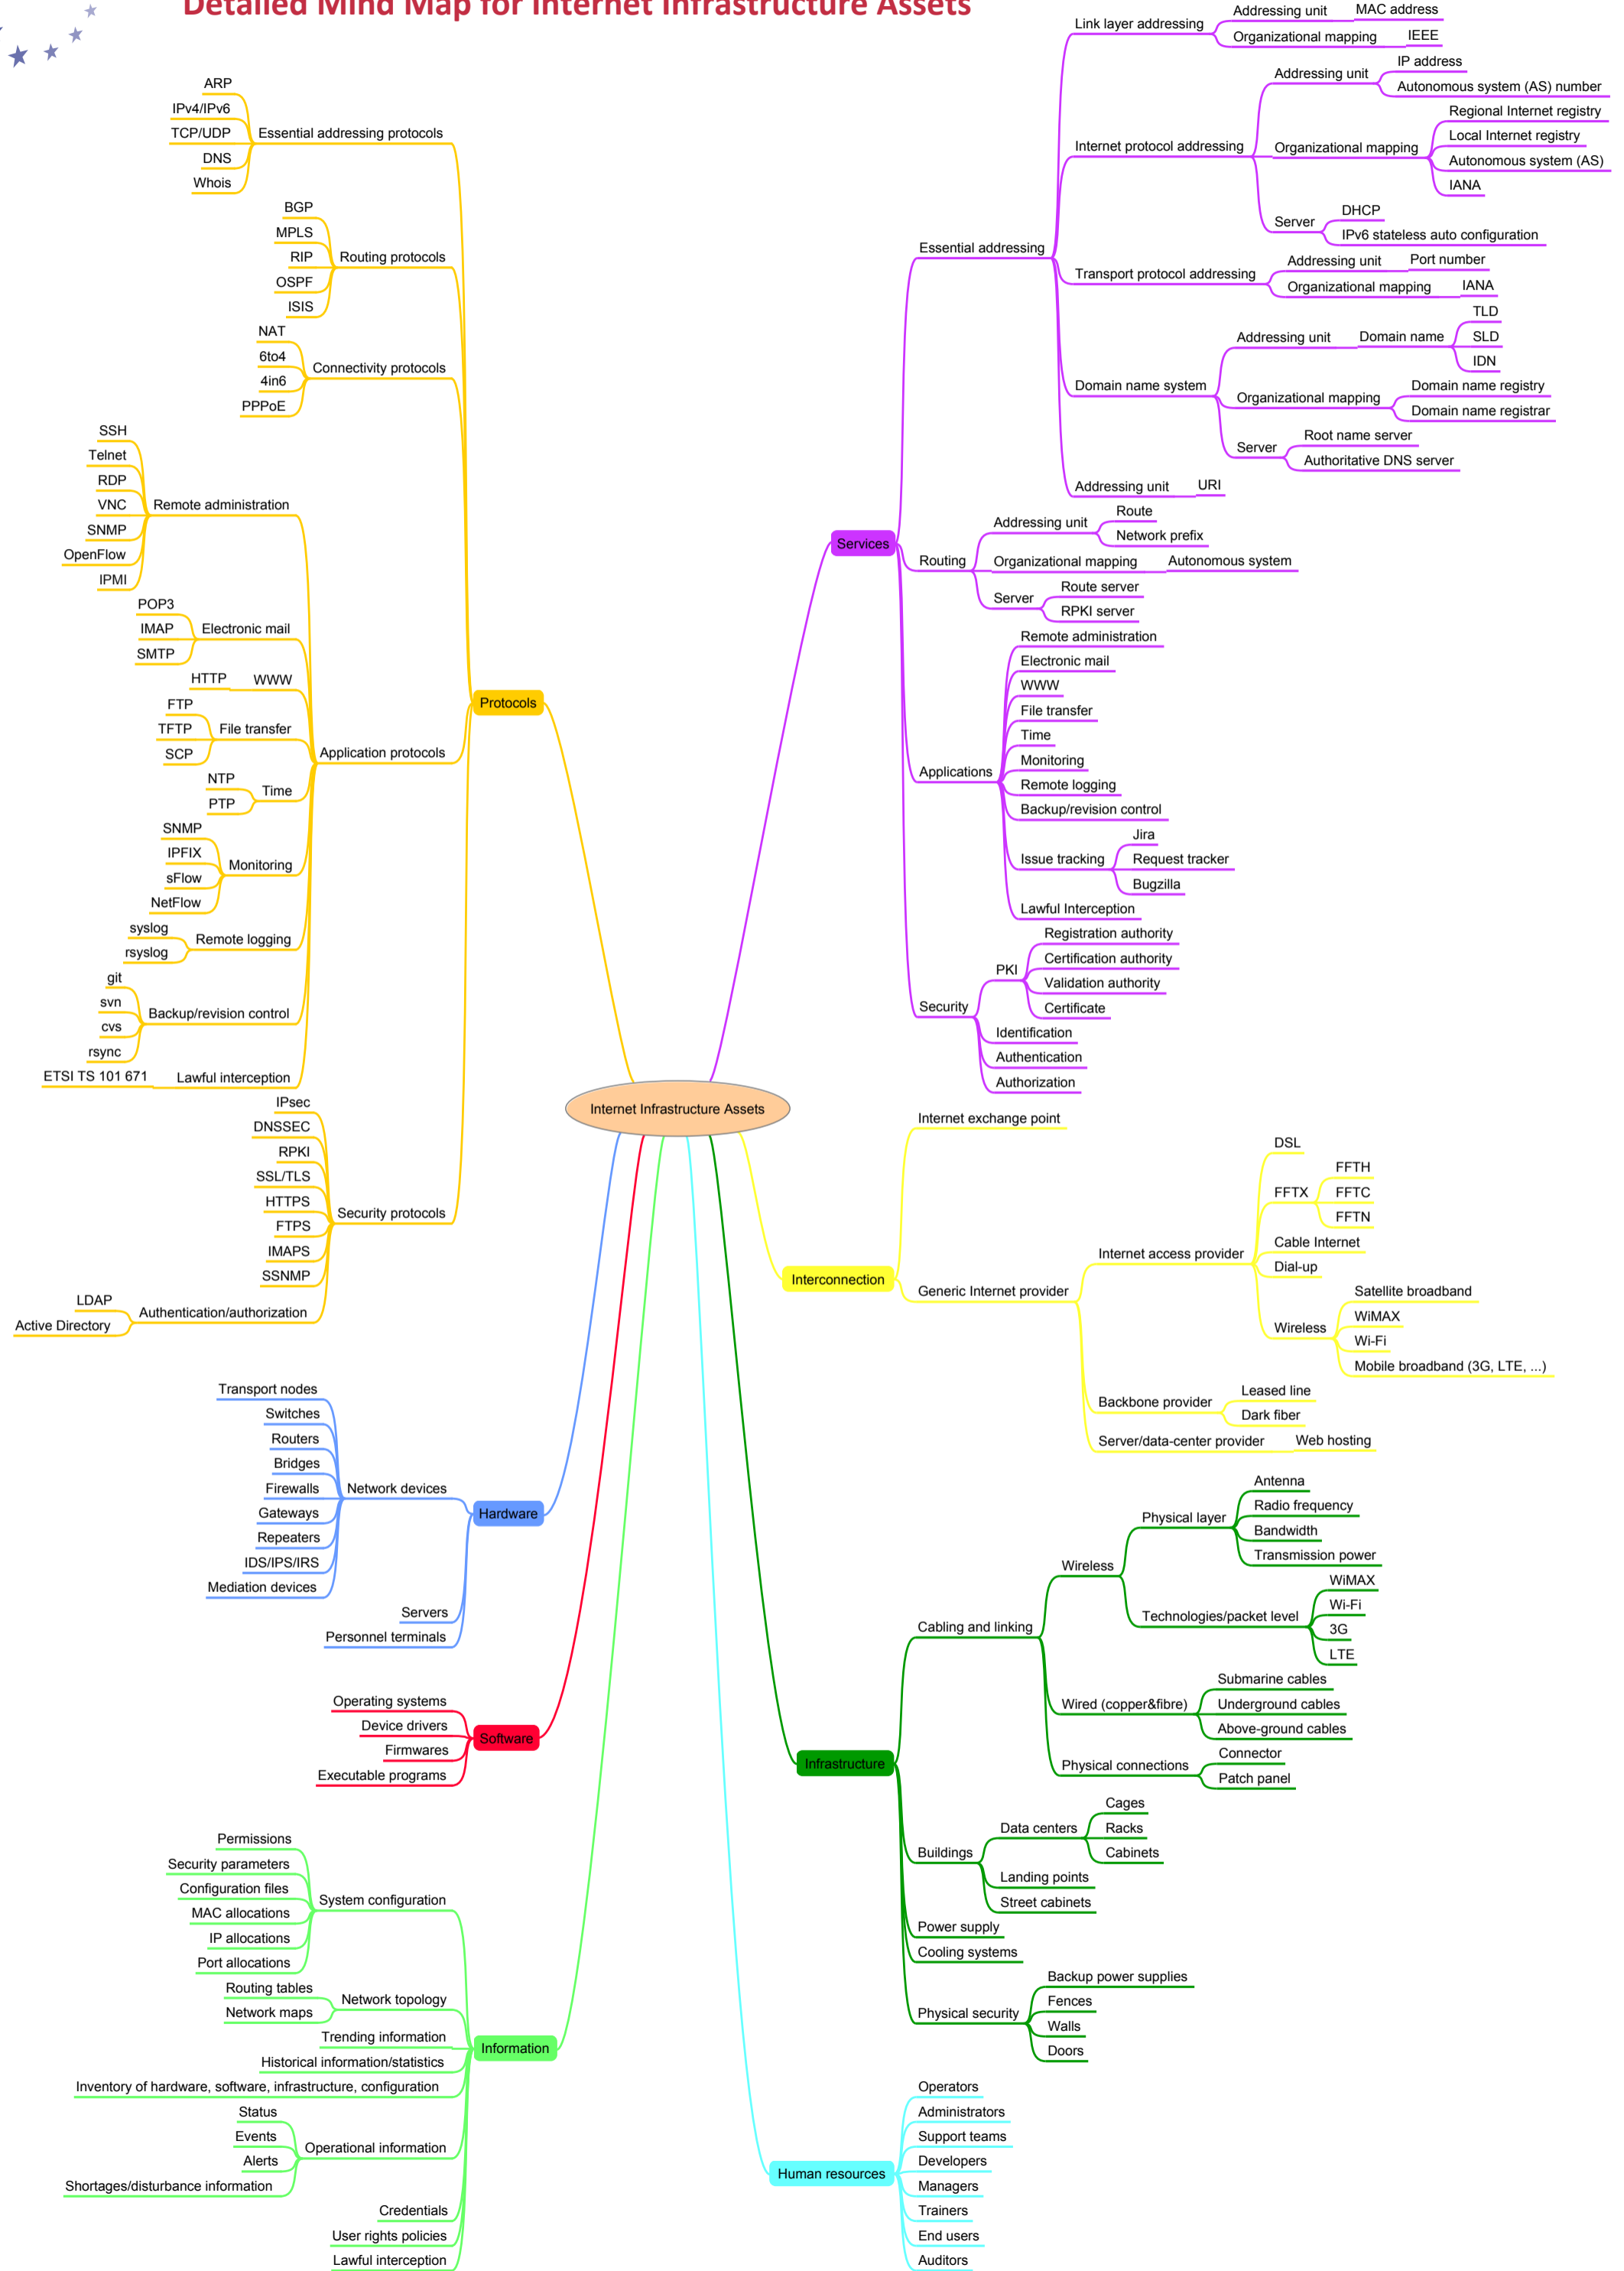 Detailed Mind Map for Internet Infrastructure Assets
ARP
IPv4/IPv6
TCP/UDP
DNS
Whois
Essential addressing protocols
BGP
MPLS
RIP
OSPF
ISIS
Routing protocols
NAT
6to4
4in6
PPPoE
Connectivity protocols
SSH
Telnet
RDP
VNC
SNMP
OpenFlow
IPMI
Remote administration
POP3
IMAP
SMTP
Electronic mail
HTTP
WWW
FTP
TFTP
SCP
File transfer
NTP
PTP
Time
SNMP
IPFIX
sFlow
NetFlow
Monitoring
syslog
rsyslog
Remote logging
git
svn
cvs
rsync
Backup/revision control
ETSI TS 101 671
Lawful interception
Application protocols
IPsec
DNSSEC
RPKI
SSL/TLS
HTTPS
FTPS
IMAPS
SSNMP
LDAP
Active Directory
Authentication/authorization
Security protocols
Protocols
Transport nodes
Switches
Routers
Bridges
Firewalls
Gateways
Repeaters
IDS/IPS/IRS
Mediation devices
Network devices
Servers
Personnel terminals
Hardware
Operating systems
Device drivers
Firmwares
Executable programs
Software
Permissions
Security parameters
Configuration files
MAC allocations
IP allocations
Port allocations
System configuration
Routing tables
Network maps
Network topology
Trending information
Historical information/statistics
Inventory of hardware, software, infrastructure, configuration
Status
Events
Alerts
Shortages/disturbance information
Operational information
Credentials
User rights policies
Lawful interception
Information
Internet Infrastructure Assets
Services
Essential addressing
Link layer addressing
Addressing unit
MAC address
Organizational mapping
IEEE
Internet protocol addressing
Addressing unit
IP address
Autonomous system (AS) number
Organizational mapping
Regional Internet registry
Local Internet registry
Autonomous system (AS)
IANA
Server
DHCP
IPv6 stateless auto configuration
Transport protocol addressing
Addressing unit
Port number
Organizational mapping
IANA
Domain name system
Addressing unit
Domain name
TLD
SLD
IDN
Organizational mapping
Domain name registry
Domain name registrar
Server
Root name server
Authoritative DNS server
Addressing unit
URI
Routing
Addressing unit
Route
Network prefix
Organizational mapping
Autonomous system
Server
Route server
RPKI server
Applications
Remote administration
Electronic mail
WWW
File transfer
Time
Monitoring
Remote logging
Backup/revision control
Issue tracking
Jira
Request tracker
Bugzilla
Lawful Interception
Security
PKI
Registration authority
Certification authority
Validation authority
Certificate
Identification
Authentication
Authorization
Interconnection
Internet exchange point
Generic Internet provider
Internet access provider
DSL
FFTX
FFTH
FFTC
FFTN
Cable Internet
Dial-up
Wireless
Satellite broadband
WiMAX
Wi-Fi
Mobile broadband (3G, LTE, ...)
Backbone provider
Leased line
Dark fiber
Server/data-center provider
Web hosting
Infrastructure
Cabling and linking
Wireless
Physical layer
Antenna
Radio frequency
Bandwidth
Transmission power
Technologies/packet level
WiMAX
Wi-Fi
3G
LTE
Wired (copper&fibre)
Submarine cables
Underground cables
Above-ground cables
Physical connections
Connector
Patch panel
Buildings
Data centers
Cages
Racks
Cabinets
Landing points
Street cabinets
Power supply
Cooling systems
Physical security
Backup power supplies
Fences
Walls
Doors
Human resources
Operators
Administrators
Support teams
Developers
Managers
Trainers
End users
Auditors